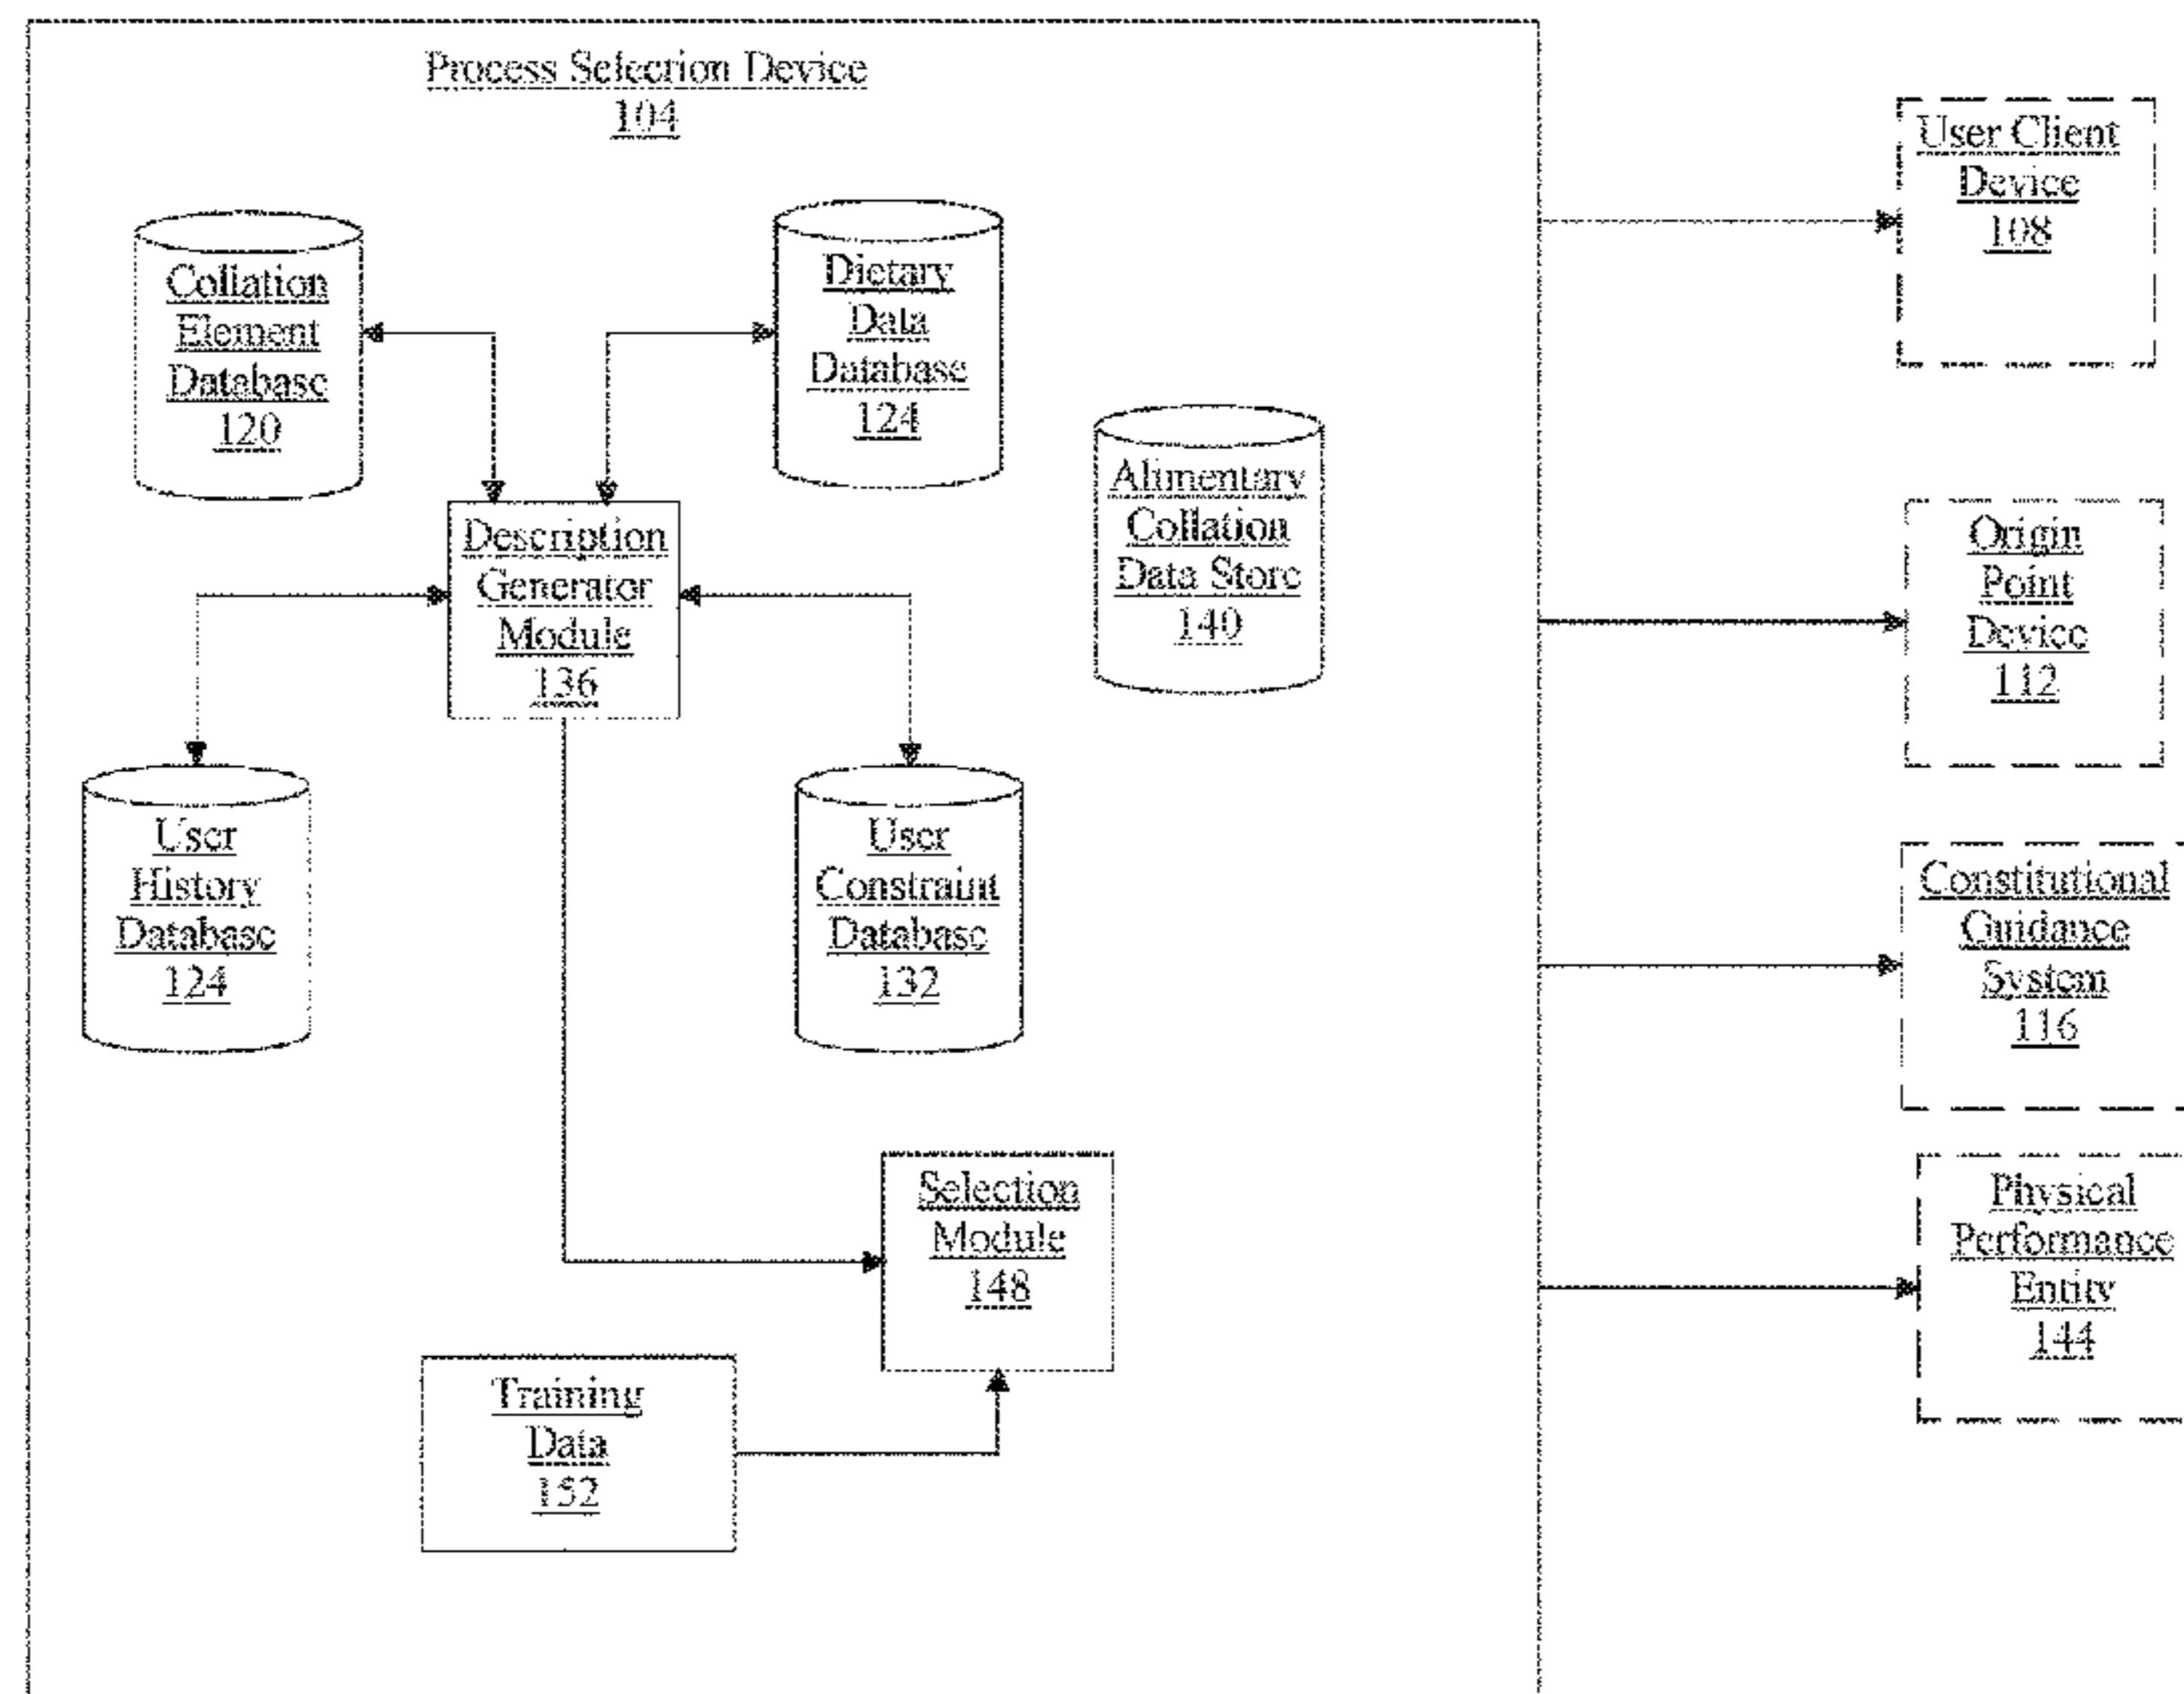 Process Selection Device
104
Collation
Element
Database
120
Dietary
Data
Database
124
Alimentary
Collation
Data Store
140
Description
Generator
Module
136
User
History
Database
124
User
Constraint
Database
132
Selection
Module
148
Training
Data
152
User Client
Device
108
Origin
Point
Device
112
Constitutional
Guidance
System
116
Physical
Performance
Entity
144